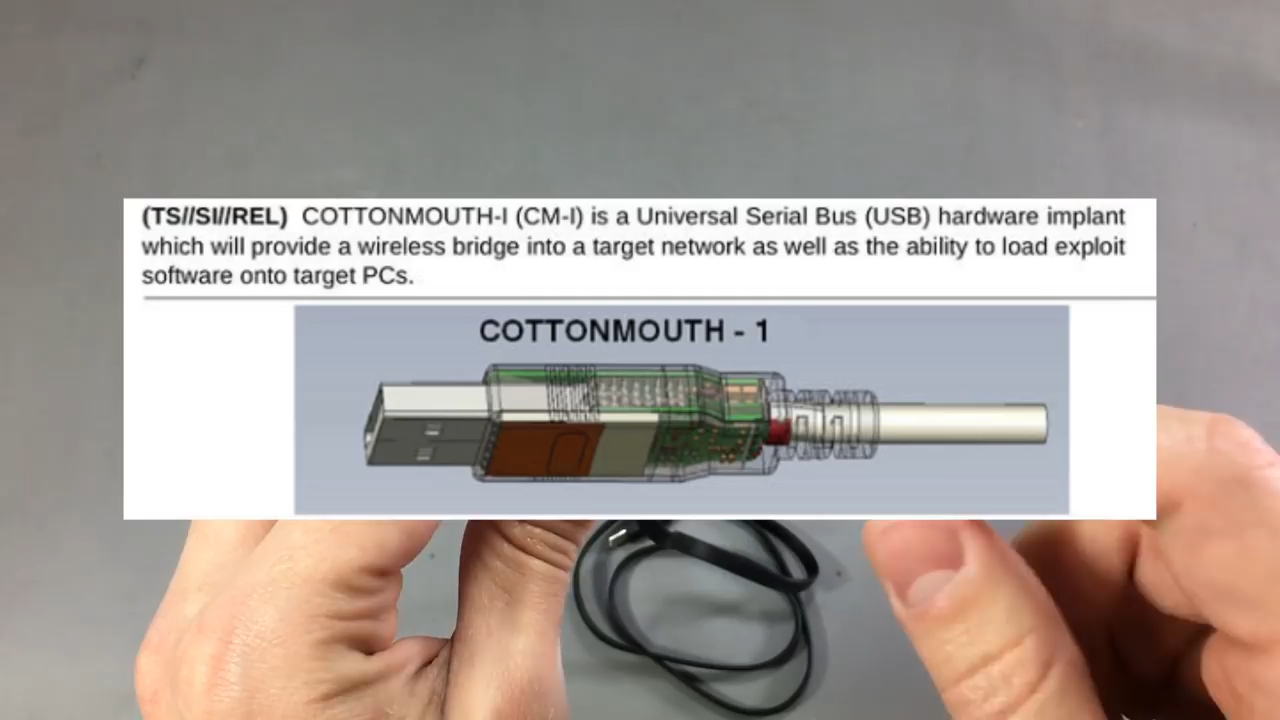 (TS//SI//REL) COTTONMOUTH-I (CM-I) is a Universal Serial Bus (USB) hardware implant
which will provide a wireless bridge into a target network as well as the ability to load exploit
software onto target PCs.
COTTONMOUTH - 1